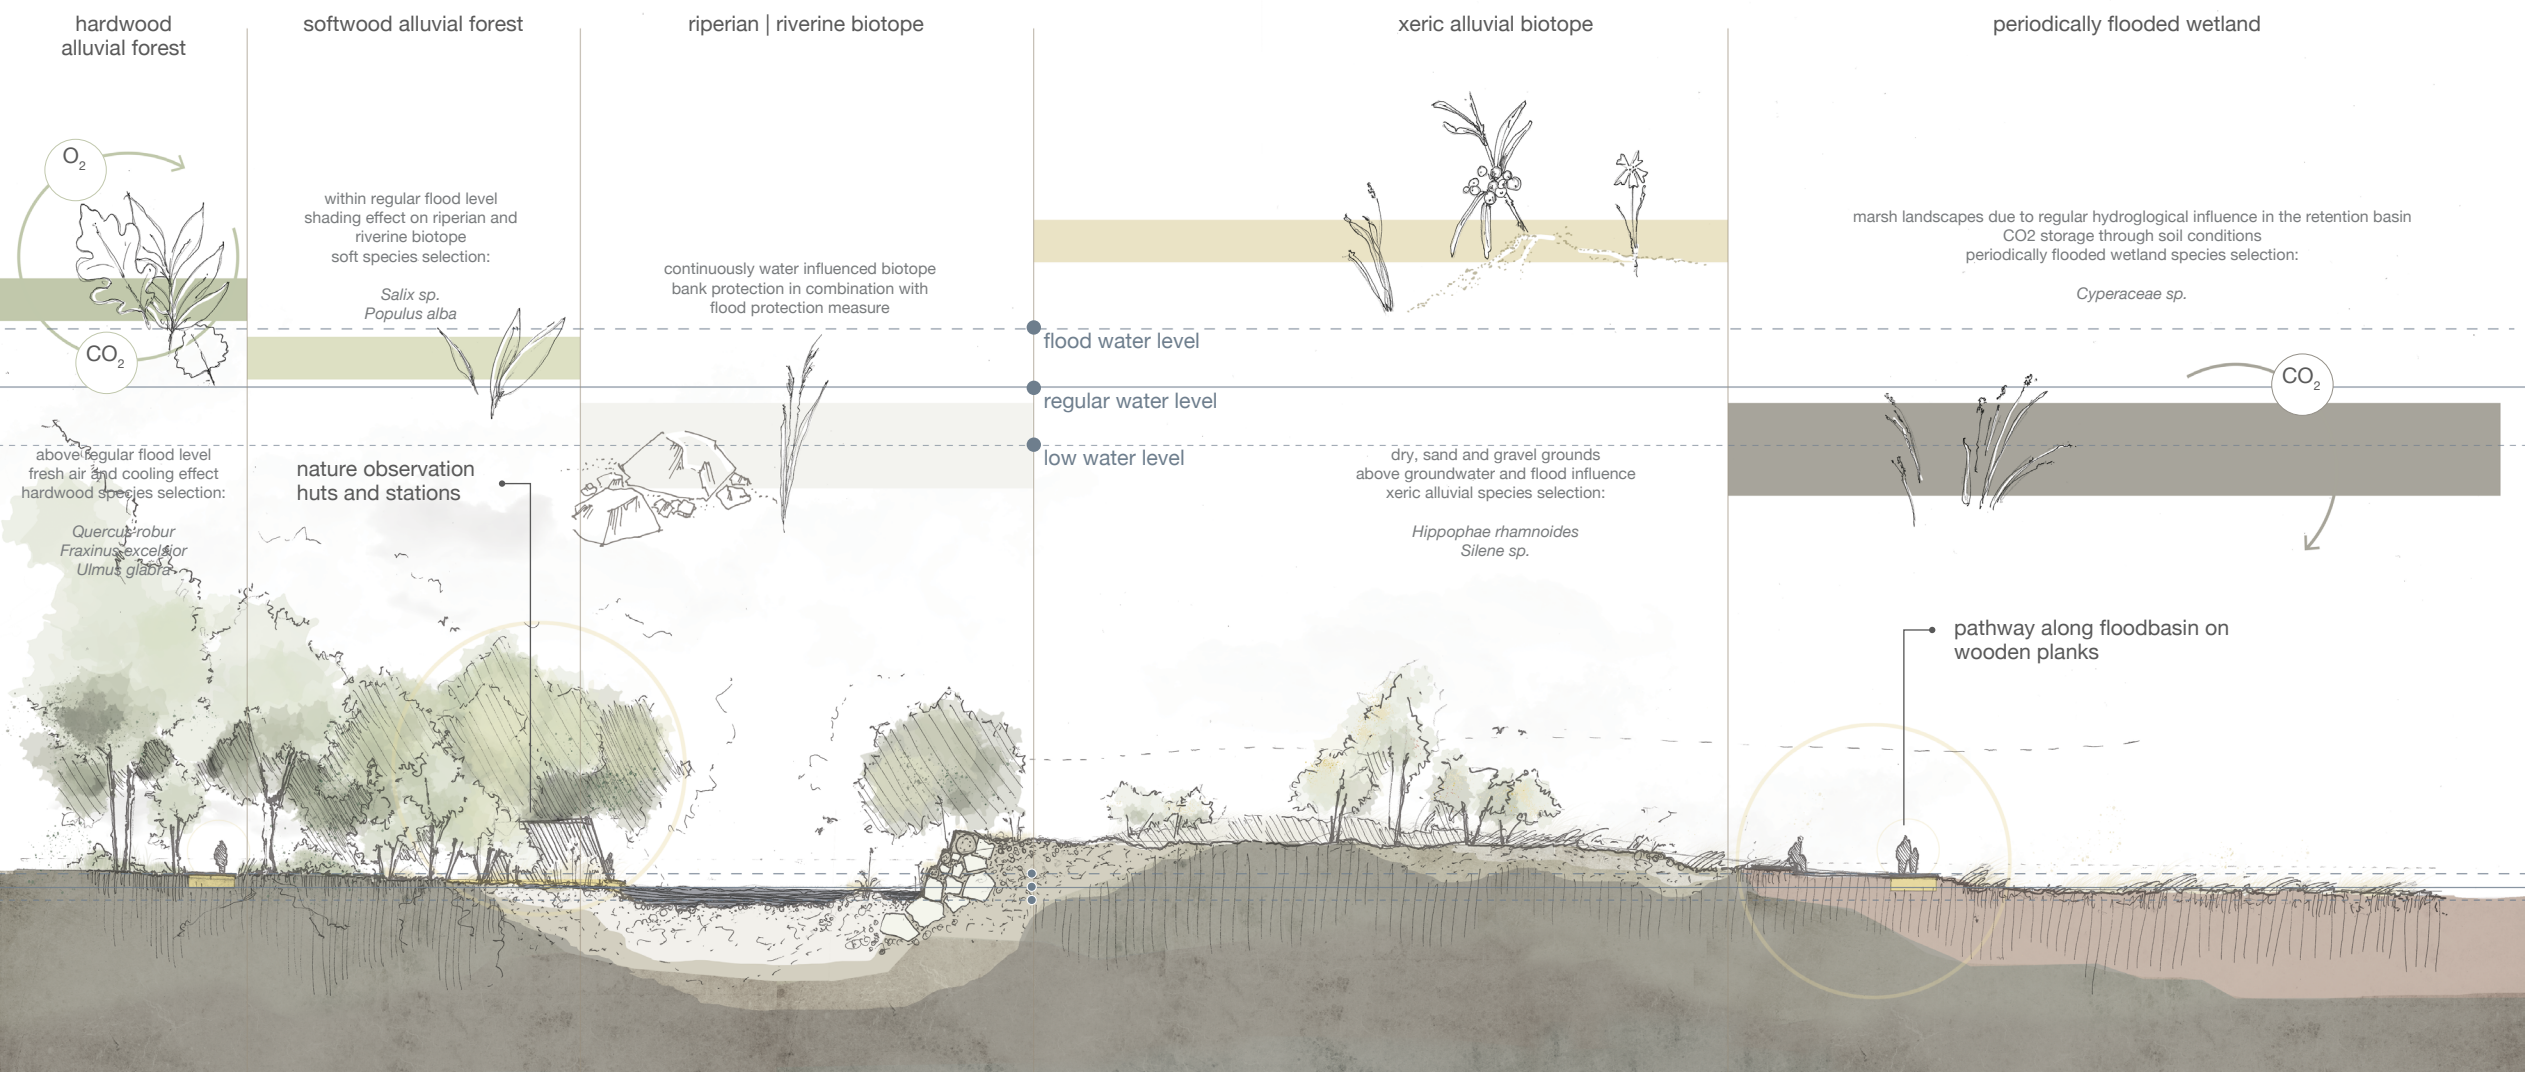 hardwood
alluvial forest
softwood alluvial forest
riperian | riverine biotope
xeric alluvial biotope
periodically flooded wetland
O2
CO2
above regular flood level
fresh air and cooling effect
hardwood species selection:
Quercus robur
Fraxinus excelsior
Ulmus glabra
within regular flood level
shading effect on riperian and
riverine biotope
soft species selection:
Salix sp.
Populus alba
nature observation
huts and stations
continuously water influenced biotope
bank protection in combination with
flood protection measure
flood water level
regular water level
low water level
dry, sand and gravel grounds
above groundwater and flood influence
xeric alluvial species selection:
Hippophae rhamnoides
Silene sp.
marsh landscapes due to regular hydroglogical influence in the retention basin
CO2 storage through soil conditions
periodically flooded wetland species selection:
Cyperaceae sp.
CO2
pathway along floodbasin on
wooden planks